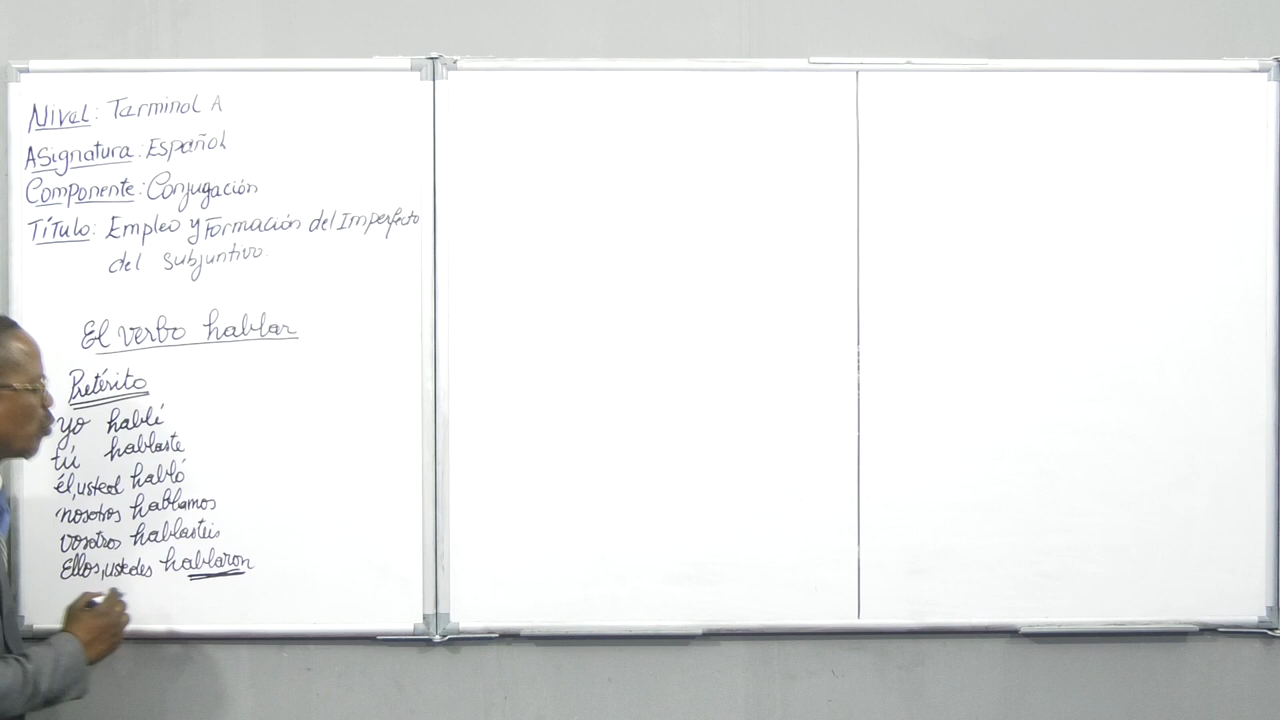 Nivel: Terminal A
Asignatura: Español
Componente: Conjugación
Título: Empleo y Formación del Imperfecto
del subjuntivo.
El verbo hablar
Pretérito
yo hablé
tú hablaste
él, usted habló
nosotros hablamos
vosotros hablasteis
Ellos, ustedes hablaron